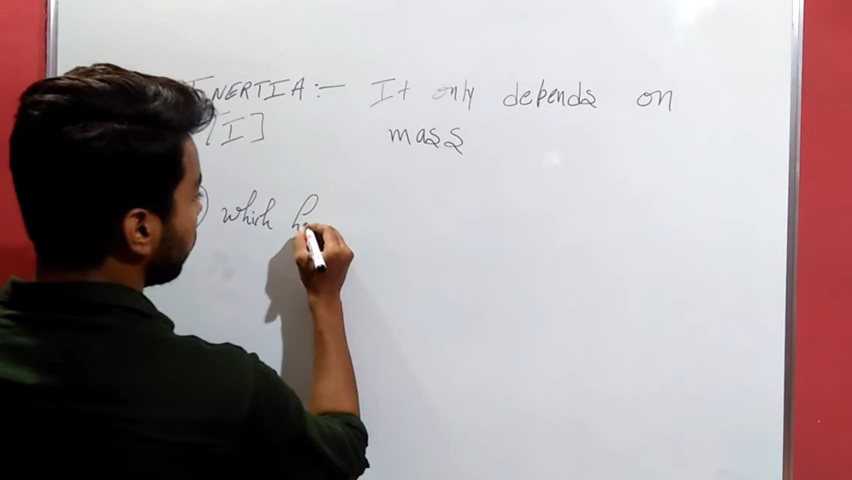 INERTIA :- It only depends on
[I] mass
which